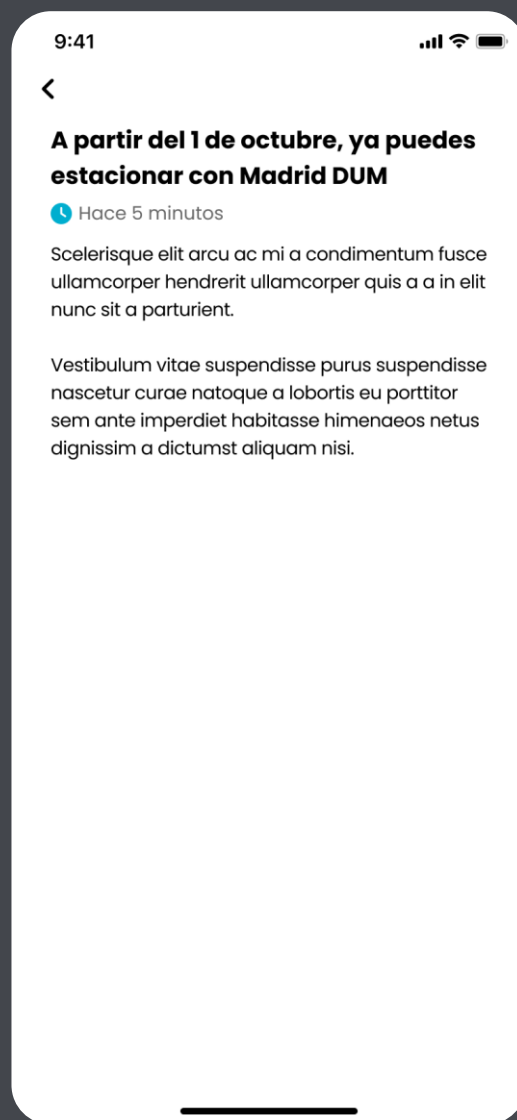 9:41
A partir del 1 de octubre, ya puedes
estacionar con Madrid DUM
Hace 5 minutos
Scelerisque elit arcu ac mi a condimentum fusce
ullamcorper hendrerit ullamcorper quis a a in elit
nunc sit a parturient.
Vestibulum vitae suspendisse purus suspendisse
nascetur curae natoque a lobortis eu porttitor
sem ante imperdiet habitasse himenaeos netus
dignissim a dictumst aliquam nisi.